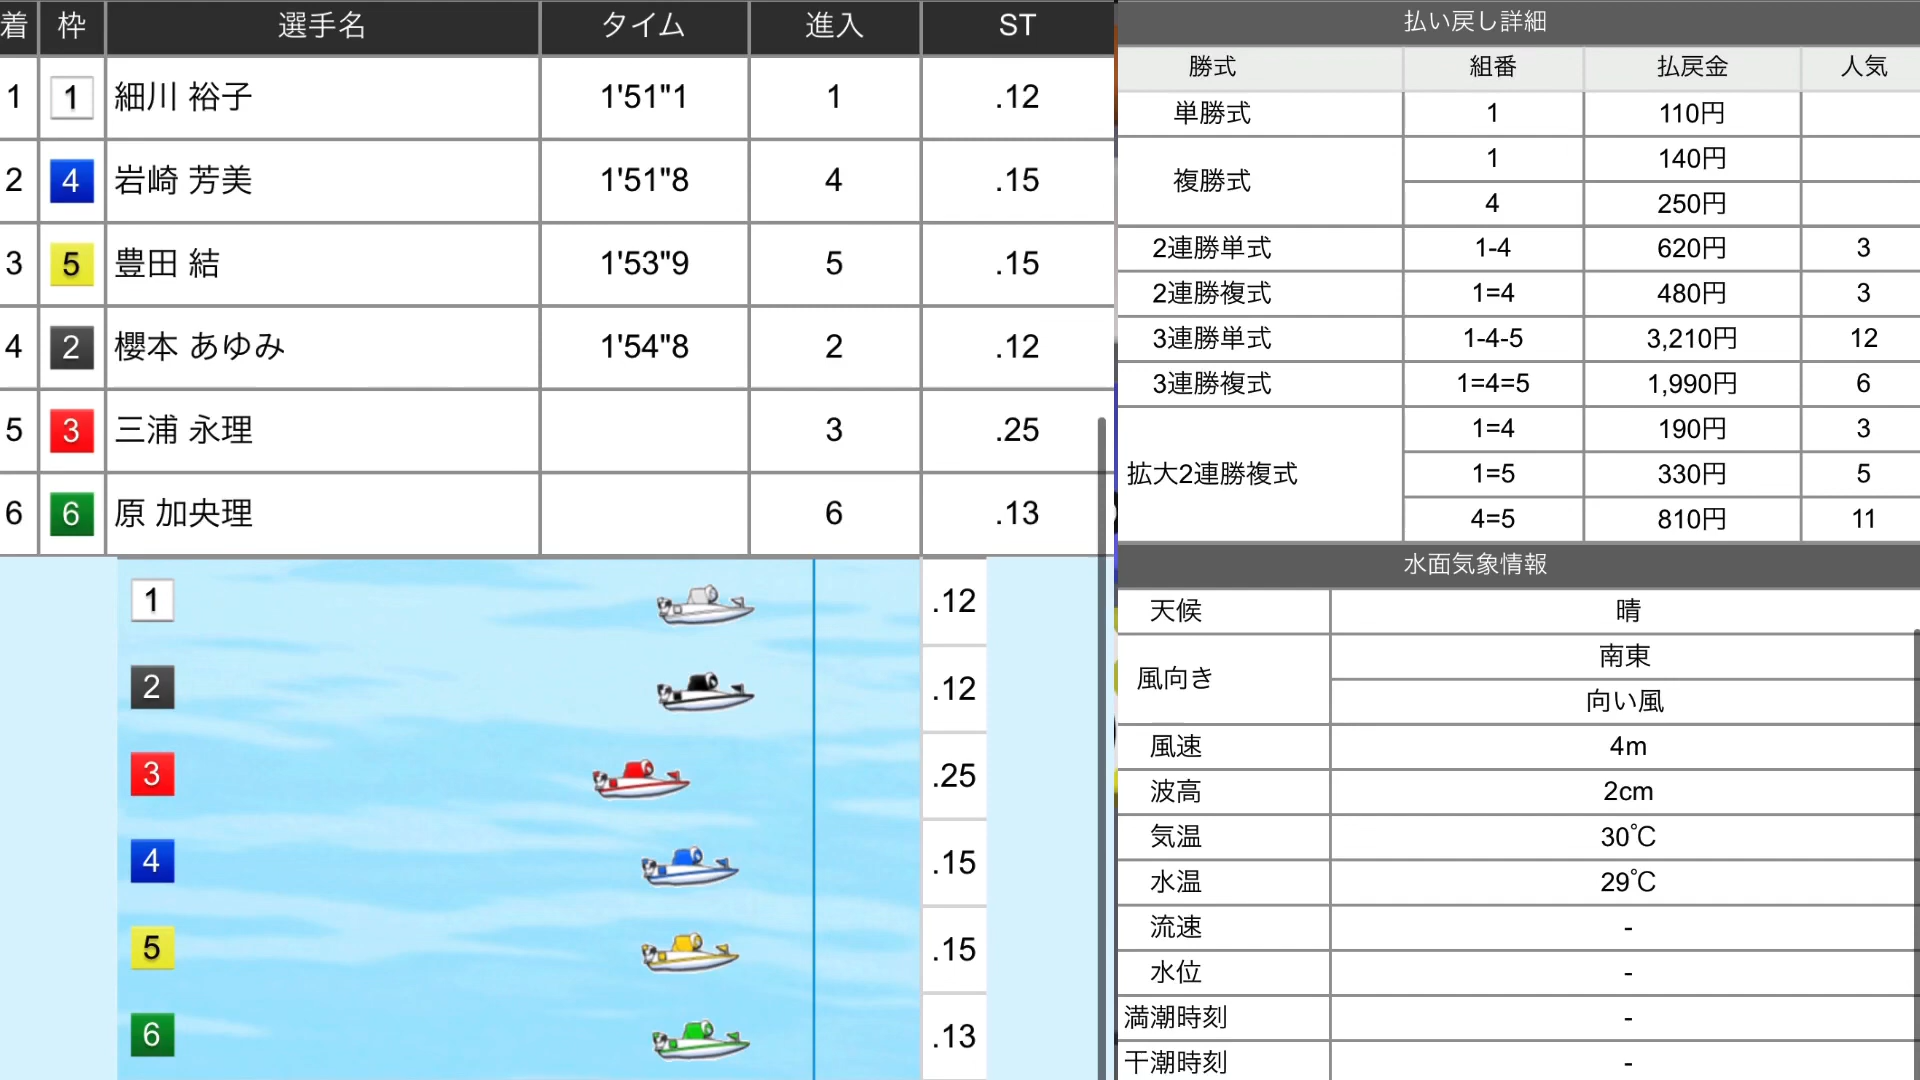 着 枠 選手名 タイム 進入 ST
1 1 細川 裕子 1'51"1 1 .12
2 4 岩崎 芳美 1'51"8 4 .15
3 5 豊田 結 1'53"9 5 .15
4 2 櫻本 あゆみ 1'54"8 2 .12
5 3 三浦 永理 3 .25
6 6 原 加央理 6 .13
1 .12
2 .12
3 .25
4 .15
5 .15
6 .13
払い戻し詳細
勝式 組番 払戻金 人気
単勝式 1 110円
複勝式
1 140円
4 250円
2連勝単式 1-4 620円 3
2連勝複式 1=4 480円 3
3連勝単式 1-4-5 3,210円 12
3連勝複式 1=4=5 1,990円 6
拡大2連勝複式
1=4 190円 3
1=5 330円 5
4=5 810円 11
水面気象情報
天候 晴
風向き
南東
向い風
風速 4m
波高 2cm
気温 30℃
水温 29℃
流速 -
水位 -
満潮時刻 -
干潮時刻 -